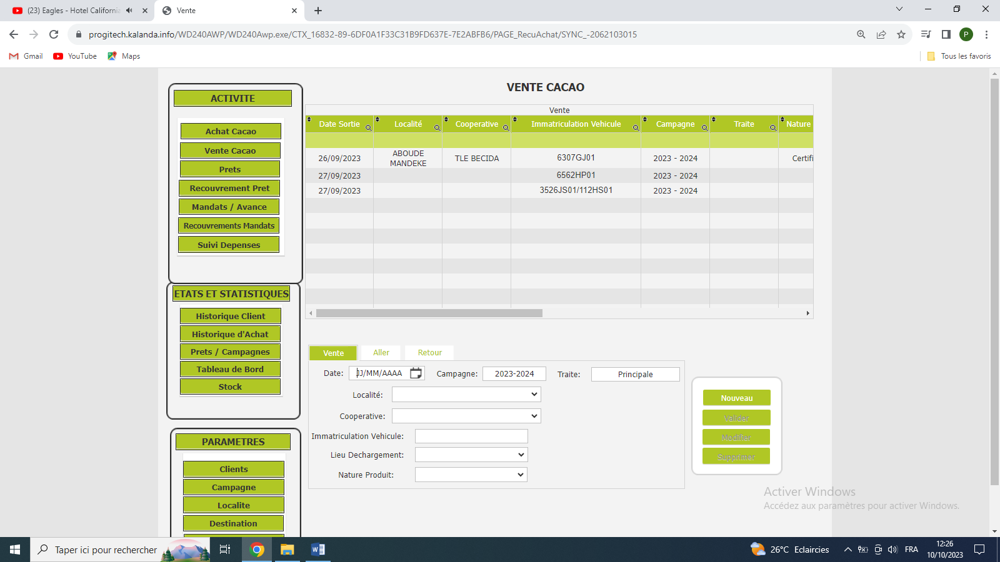 (23) Eagles - Hotel California
Vente
progitech.kalanda.info/WD240AWP/WD240Awp.exe/CTX_16832-89-6DF0A1F33C31B9FD637E-7E2ABFB6/PAGE_RecuAchat/SYNC_-2062103015
P
Gmail
YouTube
Maps
Tous les favoris
ACTIVITE
Achat Cacao
Vente Cacao
Prets
Recouvrement Pret
Mandats / Avance
Recouvrements Mandats
Suivi Depenses
ETATS ET STATISTIQUES
Historique Client
Historique d'Achat
Prets / Campagnes
Tableau de Bord
Stock
PARAMETRES
Clients
Campagne
Localite
Destination
VENTE CACAO
Vente
Date Sortie Localité Cooperative Immatriculation Vehicule Campagne Traite Nature
26/09/2023 ABOUDE MANDEKE TLE BECIDA 6307GJ01 2023 - 2024 Certifi
27/09/2023 6562HP01 2023 - 2024
27/09/2023 3526JS01/112HS01 2023 - 2024
Vente Aller Retour
Date: JJ/MM/AAAA Campagne: 2023-2024 Traite: Principale
Localité:
Cooperative:
Immatriculation Vehicule:
Lieu Dechargement:
Nature Produit:
Nouveau
Valider
Modifier
Supprimer
Activer Windows
Accédez aux paramètres pour activer Windows.
Taper ici pour rechercher
26°C Eclaircies
FRA
12:26
10/10/2023